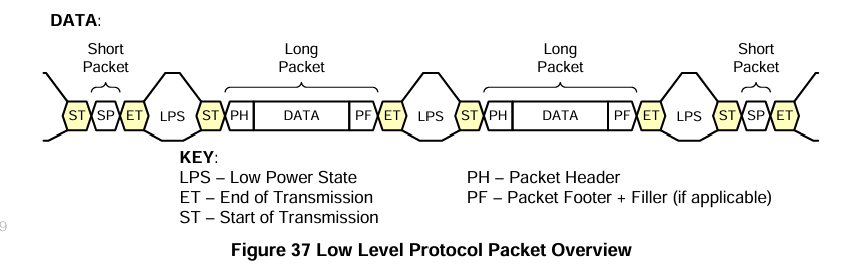 DATA:
Short Packet
Long Packet
Long Packet
Short Packet
ST SP ET LPS ST PH DATA PF ET LPS ST PH DATA PF ET LPS ST SP ET
KEY:
LPS – Low Power State
PH – Packet Header
ET – End of Transmission
PF – Packet Footer + Filler (if applicable)
ST – Start of Transmission
9
Figure 37 Low Level Protocol Packet Overview